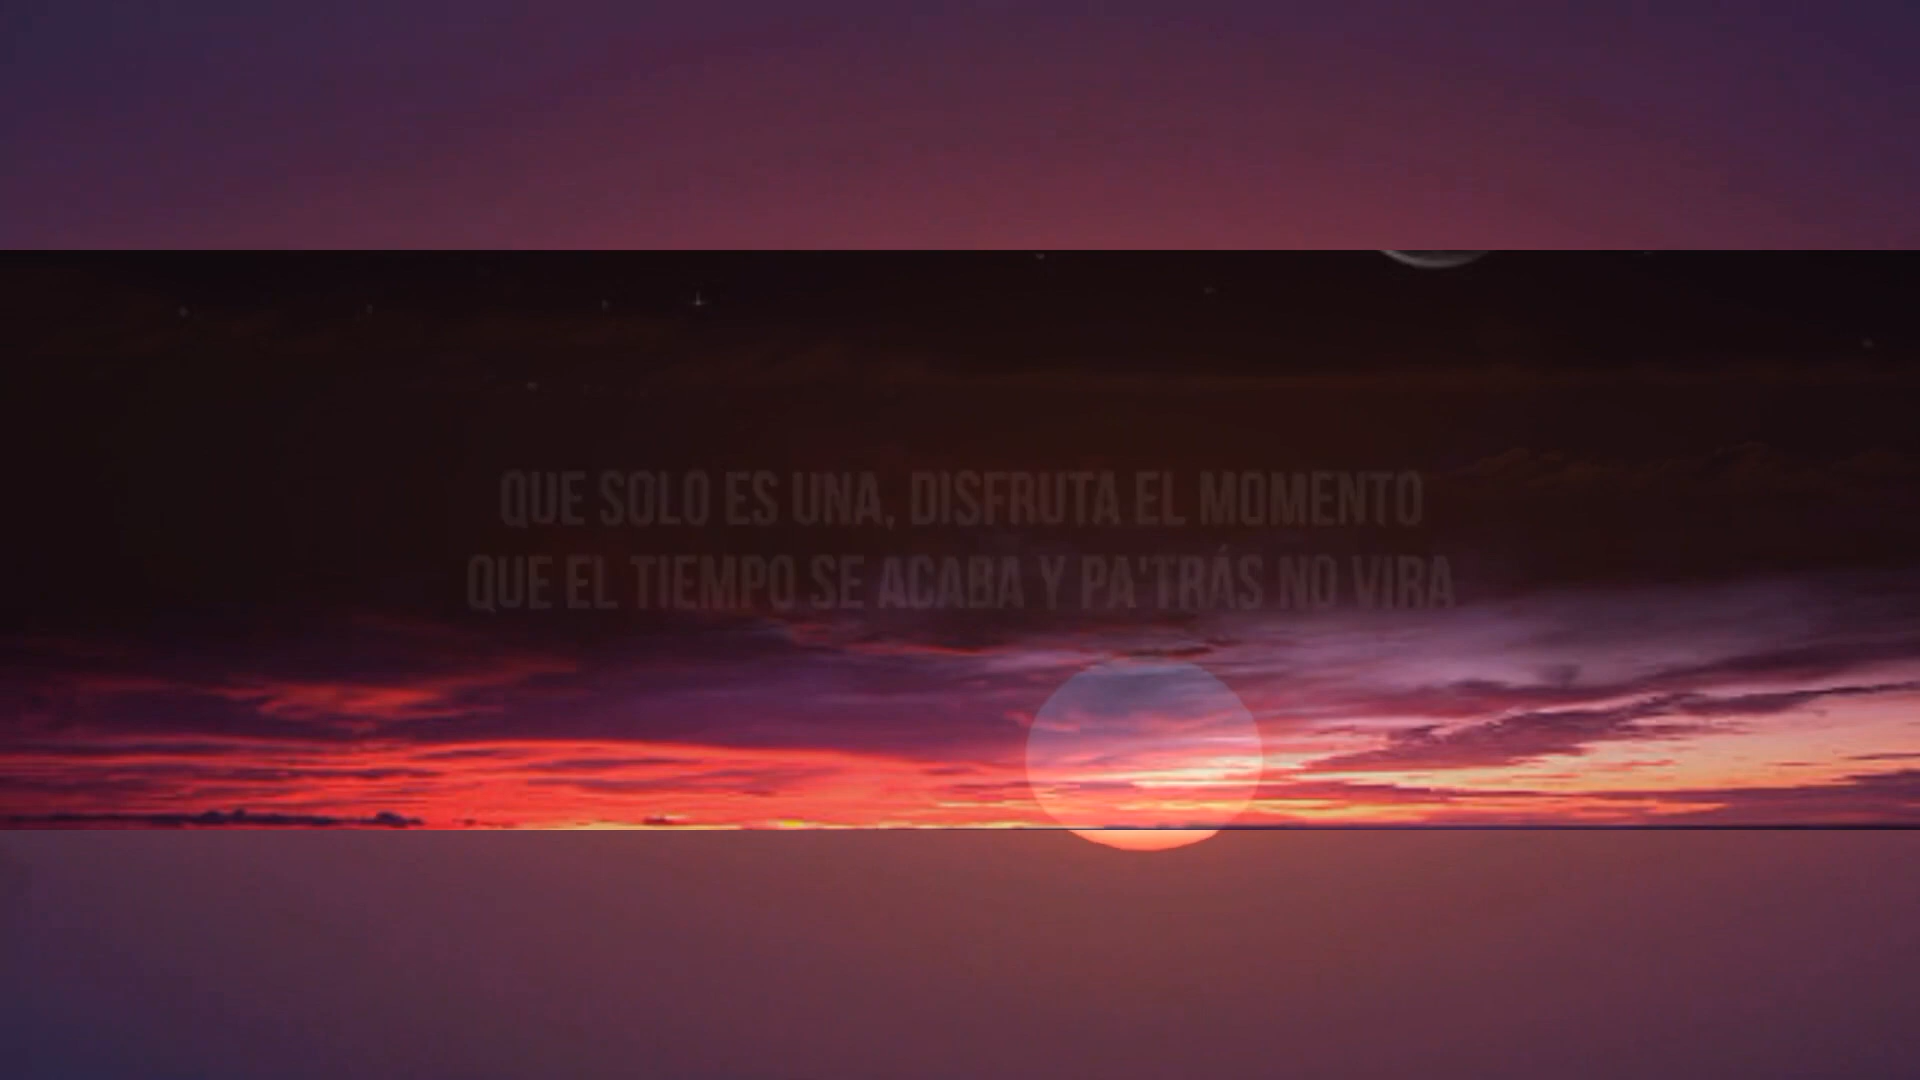 QUE SOLO ES UNA, DISFRUTA EL MOMENTO
QUE EL TIEMPO SE ACABA Y PA'TRÁS NO VIRA